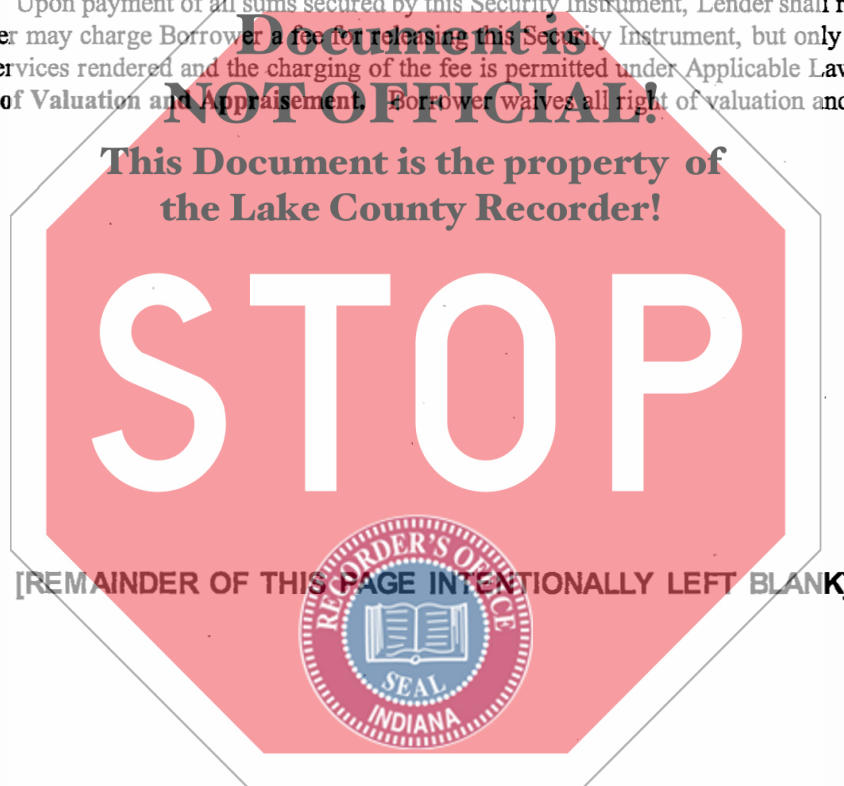 Upon payment of all sums secured by this Security Instrument, Lender shall
er may charge Borrower a fee for releasing this Security Instrument, but only
ervices rendered and the charging of the fee is permitted under Applicable Law
of Valuation and Appraisement. Borrower waives all right of valuation and
Document is
NOT OFFICIAL!
This Document is the property of
the Lake County Recorder!
STOP
[REMAINDER OF THIS PAGE INTENTIONALLY LEFT BLANK]
RECORDER'S OFFICE
SEAL
INDIANA